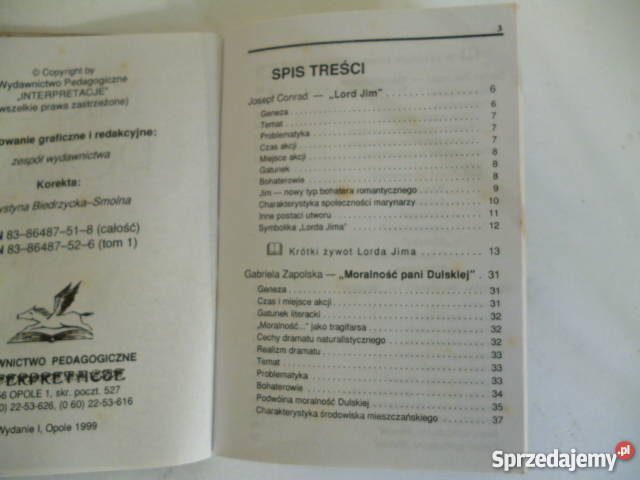 © Copyright by
Wydawnictwo Pedagogiczne
„INTERPRETACJE"
wszelkie prawa zastrzeżone)
owanie graficzne i redakcyjne:
zespół wydawnictwa
Korekta:
styna Biedrzycka–Smolna
N 83–86487–51–8 (całość)
N 83–86487–52–6 (tom 1)
WNICTWO PEDAGOGICZNE
TERPRETACJE
56 OPOLE 1, skr. poczt. 527
0) 22-53-626, (0 60) 22-53-616
Wydanie I, Opole 1999
3
SPIS TREŚCI
Josepf Conrad — „Lord Jim" 6
Geneza 6
Temat 7
Problematyka 7
Czas akcji 7
Miejsce akcji 8
Gatunek 8
Bohaterowie 8
Jim — nowy typ bohatera romantycznego 9
Charakterystyka społeczności marynarzy 10
Inne postaci utworu 11
Symbolika „Lorda Jima" 12
Krótki żywot Lorda Jima 13
Gabriela Zapolska — „Moralność pani Dulskiej" 31
Geneza 31
Czas i miejsce akcji 31
Gatunek literacki 32
„Moralność..." jako tragifarsa 32
Cechy dramatu naturalistycznego 32
Realizm dramatu 33
Temat 33
Problematyka 33
Bohaterowie 34
Podwójna moralność Dulskiej 35
Charakterystyka środowiska mieszczańskiego 37
Sprzedajemy.pl